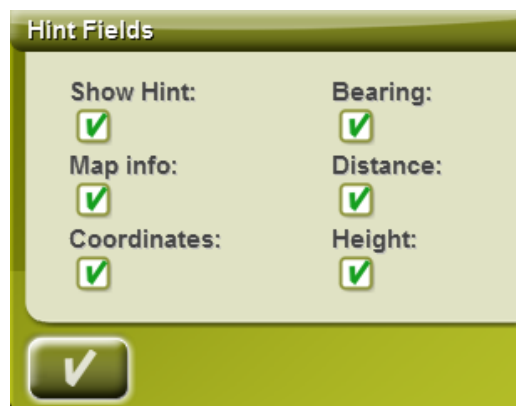 Hint Fields
Show Hint: Bearing:
Map info: Distance:
Coordinates: Height: